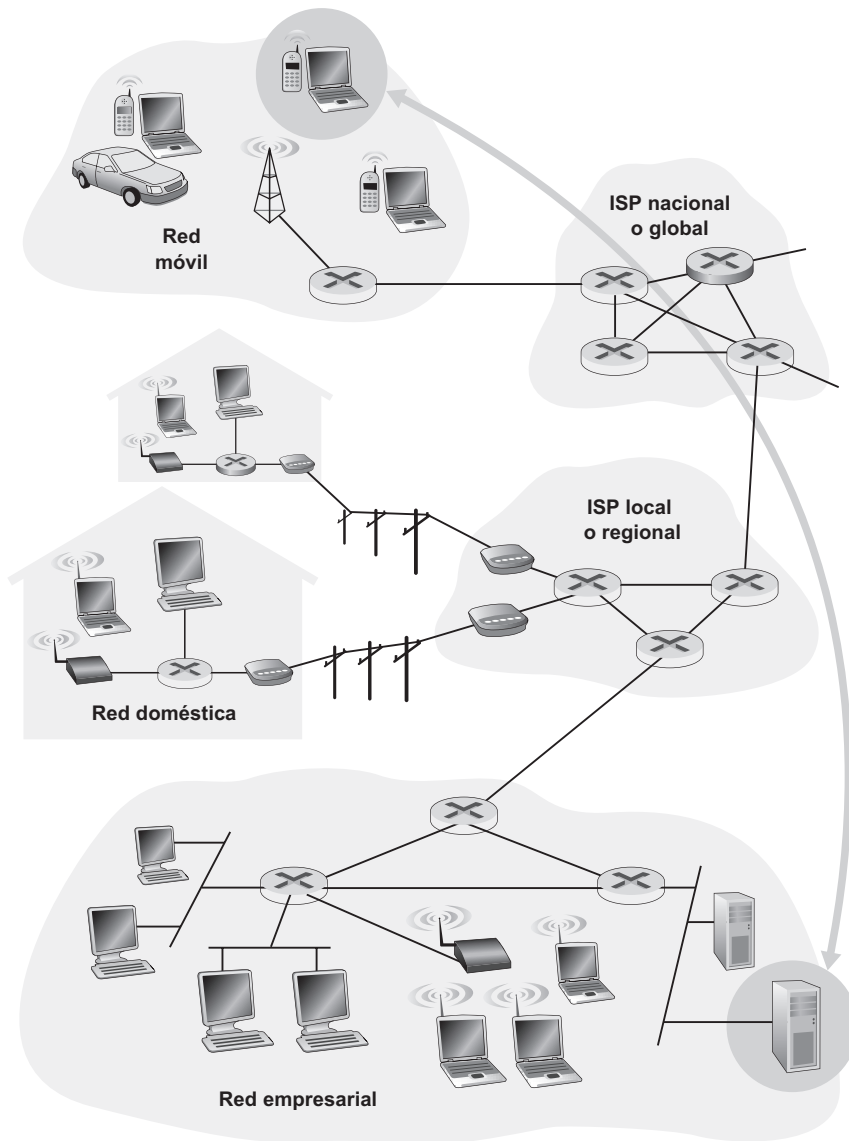 ISP nacional
o global
Red
móvil
ISP local
o regional
Red doméstica
Red empresarial